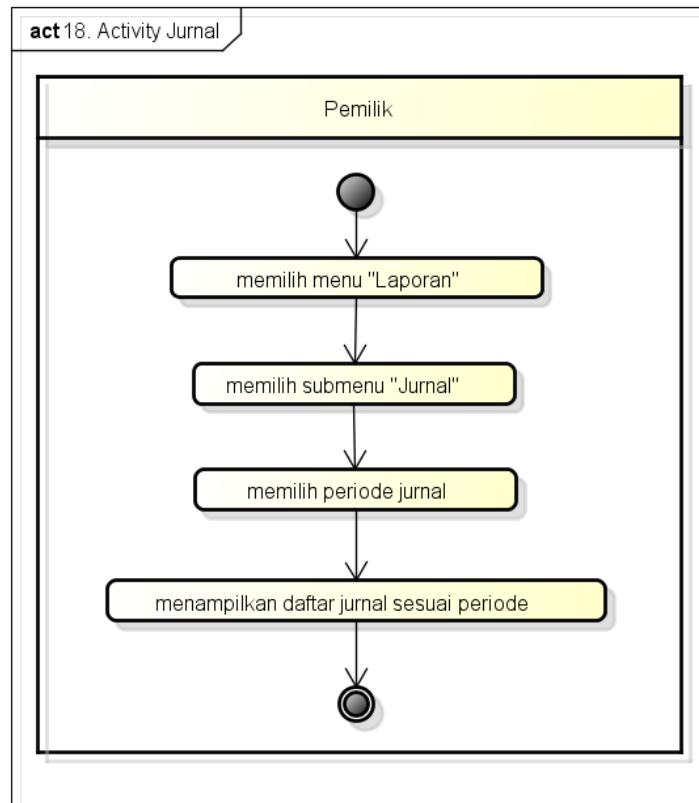 act 18. Activity Jurnal
Pemilik
memilih menu "Laporan"
memilih submenu "Jurnal"
memilih periode jurnal
menampilkan daftar jurnal sesuai periode